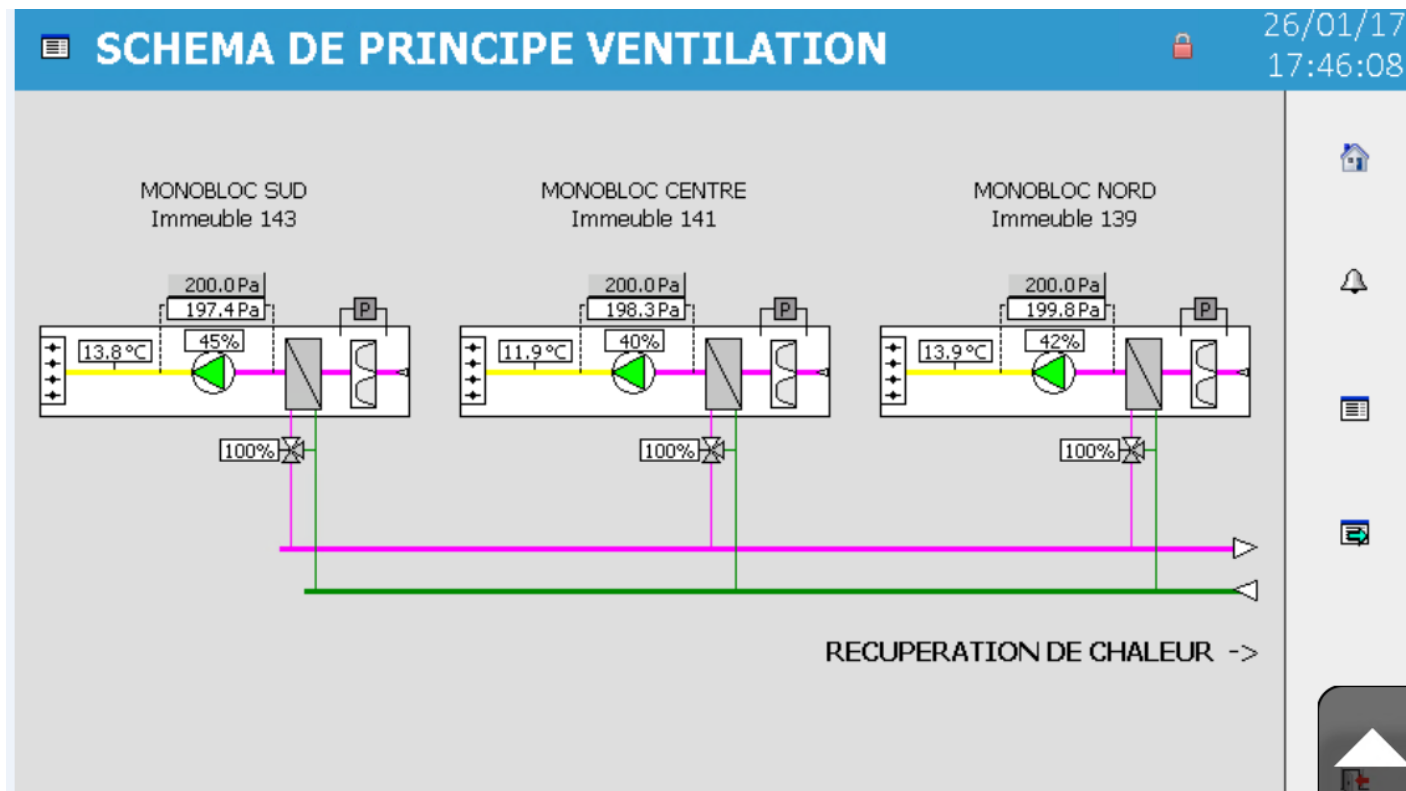 SCHEMA DE PRINCIPE VENTILATION
26/01/17
17:46:08
MONOBLOC SUD
Immeuble 143
MONOBLOC CENTRE
Immeuble 141
MONOBLOC NORD
Immeuble 139
200.0 Pa
197.4 Pa
P
45%
13.8 °C
100%
200.0 Pa
198.3 Pa
P
40%
11.9 °C
100%
200.0 Pa
199.8 Pa
P
42%
13.9 °C
100%
RECUPERATION DE CHALEUR ->